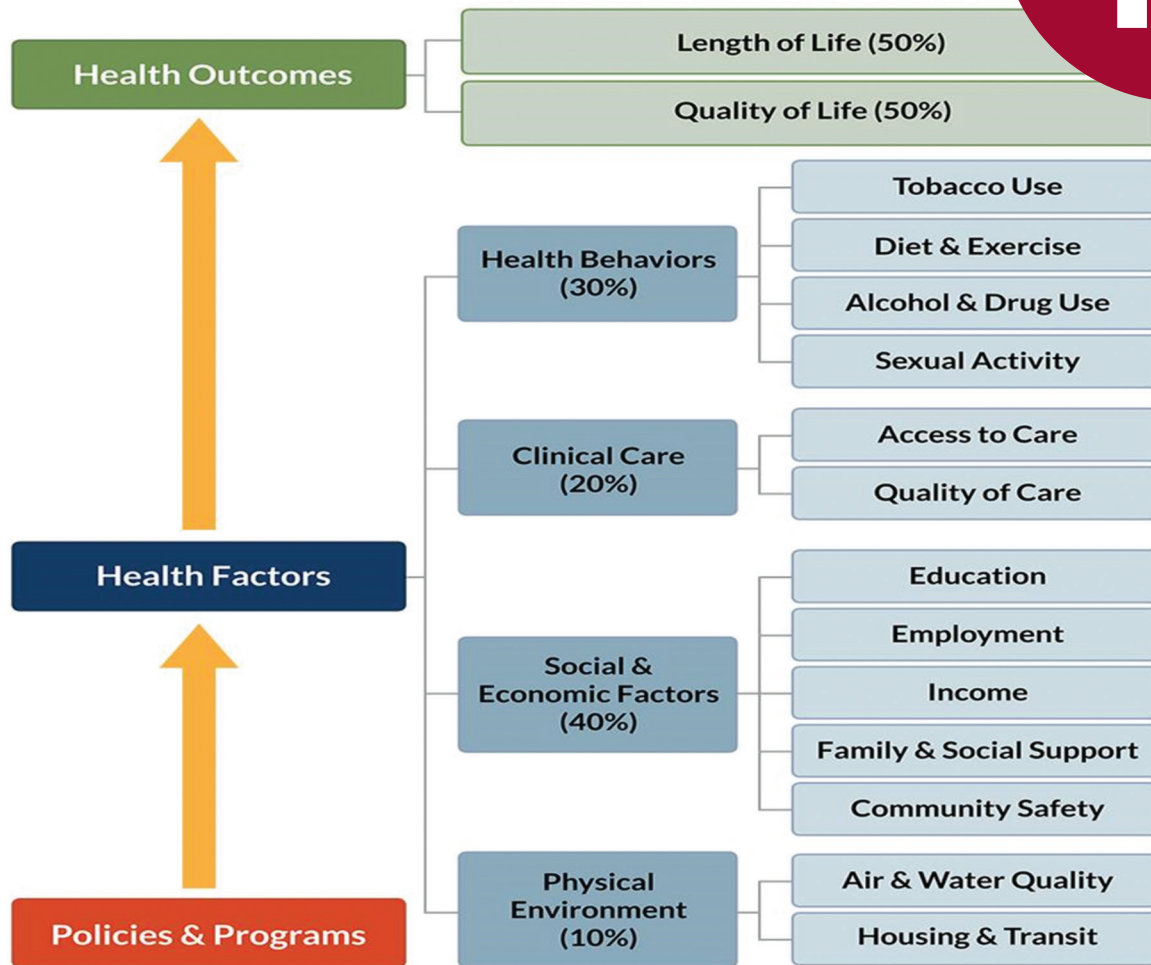 Health Outcomes
Length of Life (50%)
Quality of Life (50%)
Health Behaviors
(30%)
Tobacco Use
Diet & Exercise
Alcohol & Drug Use
Sexual Activity
Clinical Care
(20%)
Access to Care
Quality of Care
Health Factors
Social &
Economic Factors
(40%)
Education
Employment
Income
Family & Social Support
Community Safety
Physical
Environment
(10%)
Air & Water Quality
Housing & Transit
Policies & Programs